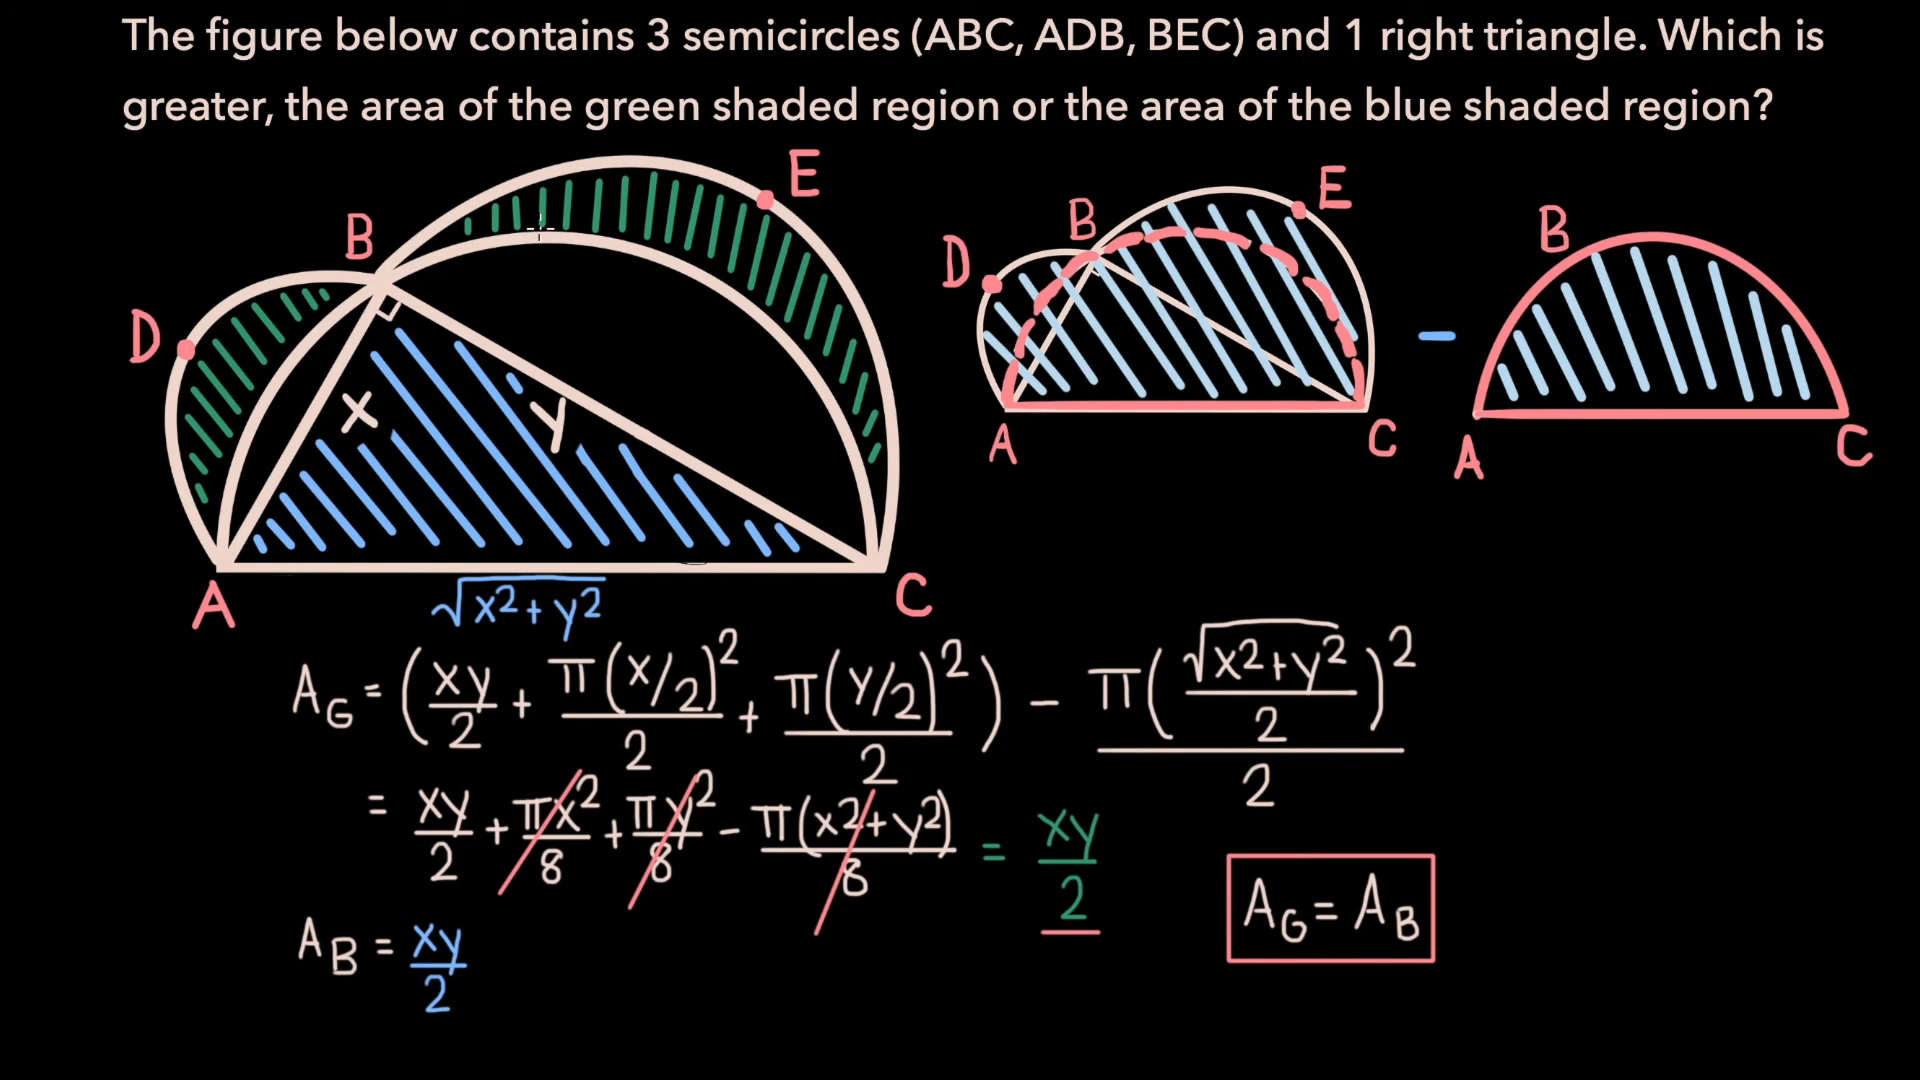 The figure below contains 3 semicircles (ABC, ADB, BEC) and 1 right triangle. Which is
greater, the area of the green shaded region or the area of the blue shaded region?
E
B
D
x
y
A
C
√(x²+y²)
D
B
E
A
C
-
B
A
C
A_G = (xy/2 + π(x/2)²/2 + π(y/2)²/2) - π(√(x²+y²)/2)²/2
= xy/2 + πx²/8 + πy²/8 - π(x²+y²)/8 = xy/2
A_B = xy/2
A_G = A_B